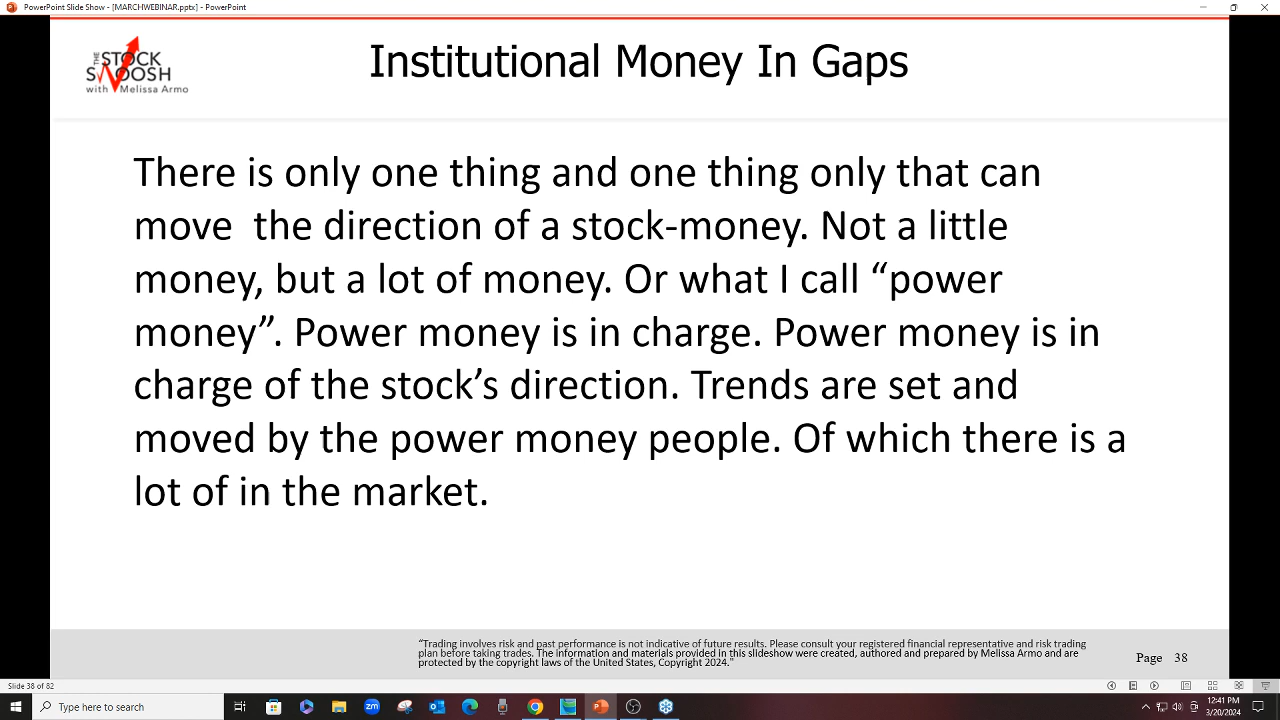 PowerPoint Slide Show - [MARCHWEBINAR.pptx] - PowerPoint
THE
STOCK
SWOOSH
with Melissa Armo
Institutional Money In Gaps
There is only one thing and one thing only that can
move  the direction of a stock-money. Not a little
money, but a lot of money. Or what I call “power
money”. Power money is in charge. Power money is in
charge of the stock’s direction. Trends are set and
moved by the power money people. Of which there is a
lot of in the market.
“Trading involves risk and past performance is not indicative of future results. Please consult your registered financial representative and risk trading
plan before taking trades. The information and materials provided in this slideshow were created, authored and prepared by Melissa Armo and are
protected by the copyright laws of the United States, Copyright 2024.”
Page 38
Slide 38 of 82
Type here to search
zm
12:41 PM
3/20/2024